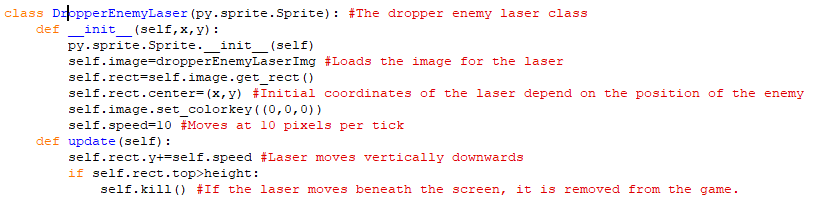 class DropperEnemyLaser(py.sprite.Sprite): #The dropper enemy laser class
    def __init__(self,x,y):
        py.sprite.Sprite.__init__(self)
        self.image=dropperEnemyLaserImg #Loads the image for the laser
        self.rect=self.image.get_rect()
        self.rect.center=(x,y) #Initial coordinates of the laser depend on the position of the enemy
        self.image.set_colorkey((0,0,0))
        self.speed=10 #Moves at 10 pixels per tick
    def update(self):
        self.rect.y+=self.speed #Laser moves vertically downwards
        if self.rect.top>height:
            self.kill() #If the laser moves beneath the screen, it is removed from the game.